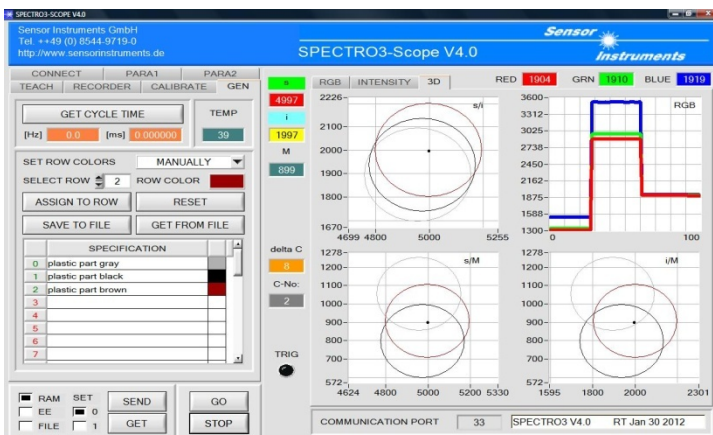 SPECTRO3-SCOPE V4.0
Sensor Instruments GmbH
Tel. ++49 (0) 8544-9719-0
http://www.sensorinstruments.de
SPECTRO3-Scope V4.0
Sensor
Instruments
CONNECT PARA1 PARA2
TEACH RECORDER CALIBRATE GEN
GET CYCLE TIME TEMP
[Hz] 0.0 [ms] 0.000000 39
SET ROW COLORS MANUALLY
SELECT ROW 2 ROW COLOR
ASSIGN TO ROW RESET
SAVE TO FILE GET FROM FILE
SPECIFICATION
0 plastic part gray
1 plastic part black
2 plastic part brown
3
4
5
6
7
RAM SET SEND GO
EE 0
FILE 1 GET STOP
s
4997
i
1997
M
899
delta C
8
C-No:
2
TRIG
RGB INTENSITY 3D RED 1904 GRN 1910 BLUE 1919
s/i
2226-
2100-
2000-
1900-
1800-
1670-
4699 4800 5000 5255
RGB
3600-
3312-
3025-
2738-
2450-
2162-
1875-
1588-
1300-
0 100
s/M
1278-
1200-
1100-
1000-
900-
800-
700-
572-
4624 4800 5000 5200 5330
i/M
1278-
1200-
1100-
1000-
900-
800-
700-
572-
1595 1800 2000 2301
COMMUNICATION PORT 33 SPECTRO3 V4.0 RT Jan 30 2012